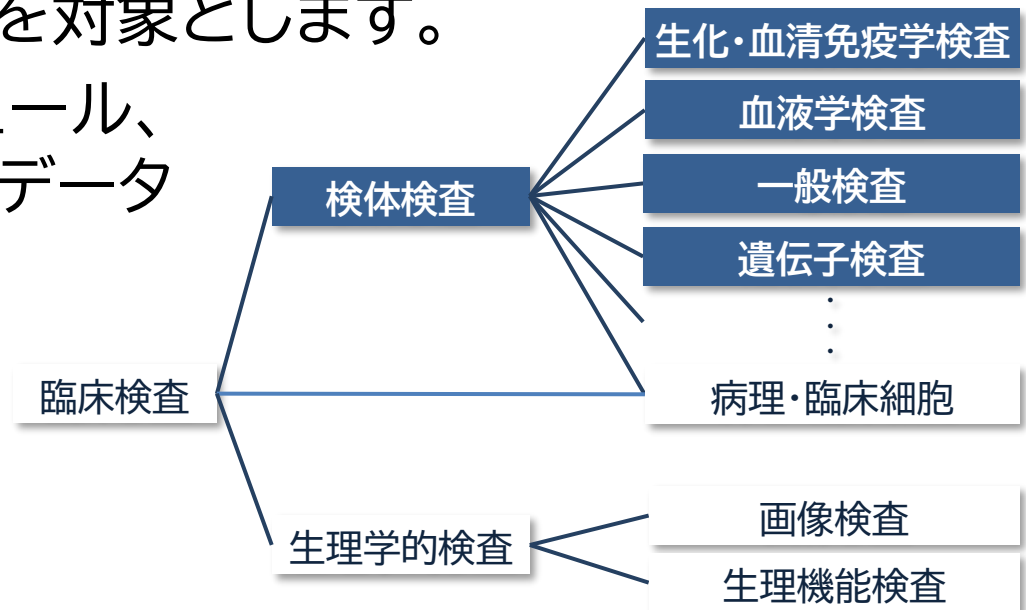 を対象とします。
ール、
データ
生化・血清免疫学検査
血液学検査
検体検査
一般検査
遺伝子検査
・
・
・
臨床検査
病理・臨床細胞
生理学的検査
画像検査
生理機能検査